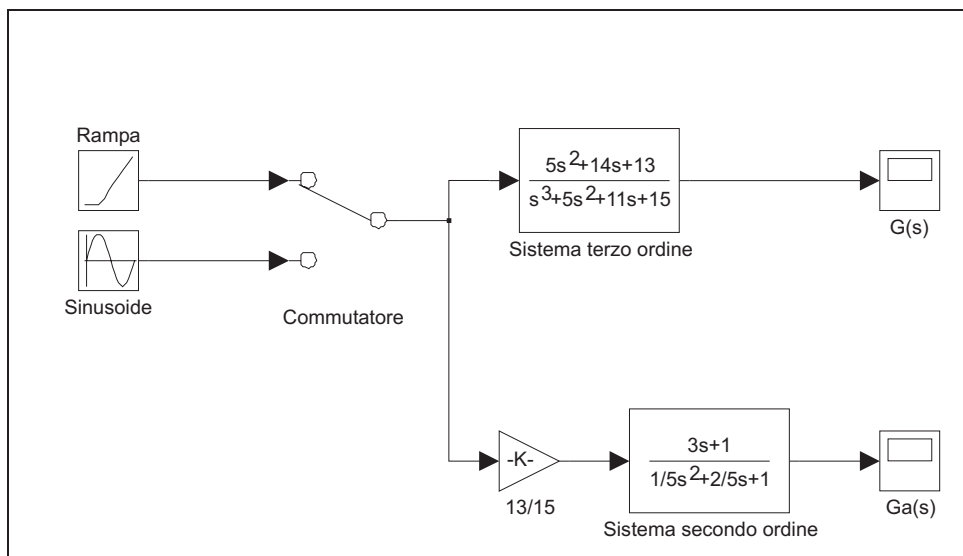 Rampa
5s²+14s+13
s³+5s²+11s+15
Sistema terzo ordine
G(s)
Sinusoide
Commutatore
-K-
13/15
3s+1
1/5s²+2/5s+1
Sistema secondo ordine
Ga(s)